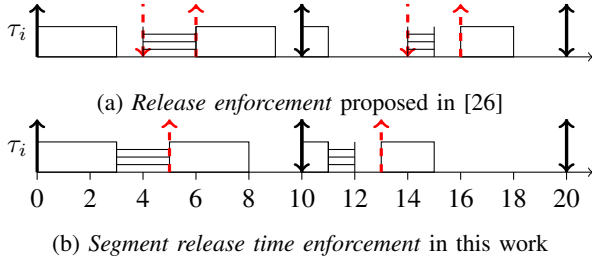 τᵢ
(a) Release enforcement proposed in [26]
τᵢ
0 2 4 6 8 10 12 14 16 18 20
(b) Segment release time enforcement in this work